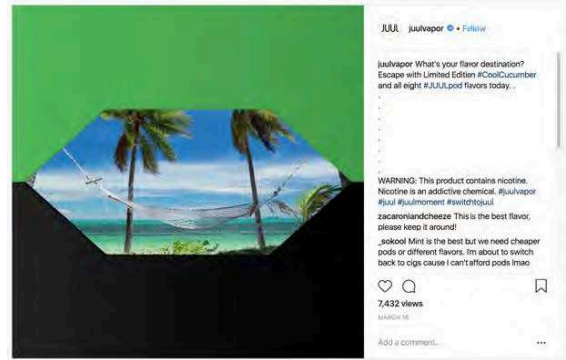 JUUL juulvapor • Follow
juulvapor What's your flavor destination?
Escape with Limited Edition #CoolCucumber
and all eight #JUULpod flavors today. .
.
.
.
.
.
.
WARNING: This product contains nicotine.
Nicotine is an addictive chemical. #juulvapor
#juul #juulmoment #switchtojuul
zacaroniandcheeze This is the best flavor,
please keep it around!
_sokool Mint is the best but we need cheaper
pods or different flavors. Im about to switch
back to cigs cause I can't afford pods lmao
7,432 views
MARCH 16
Add a comment...